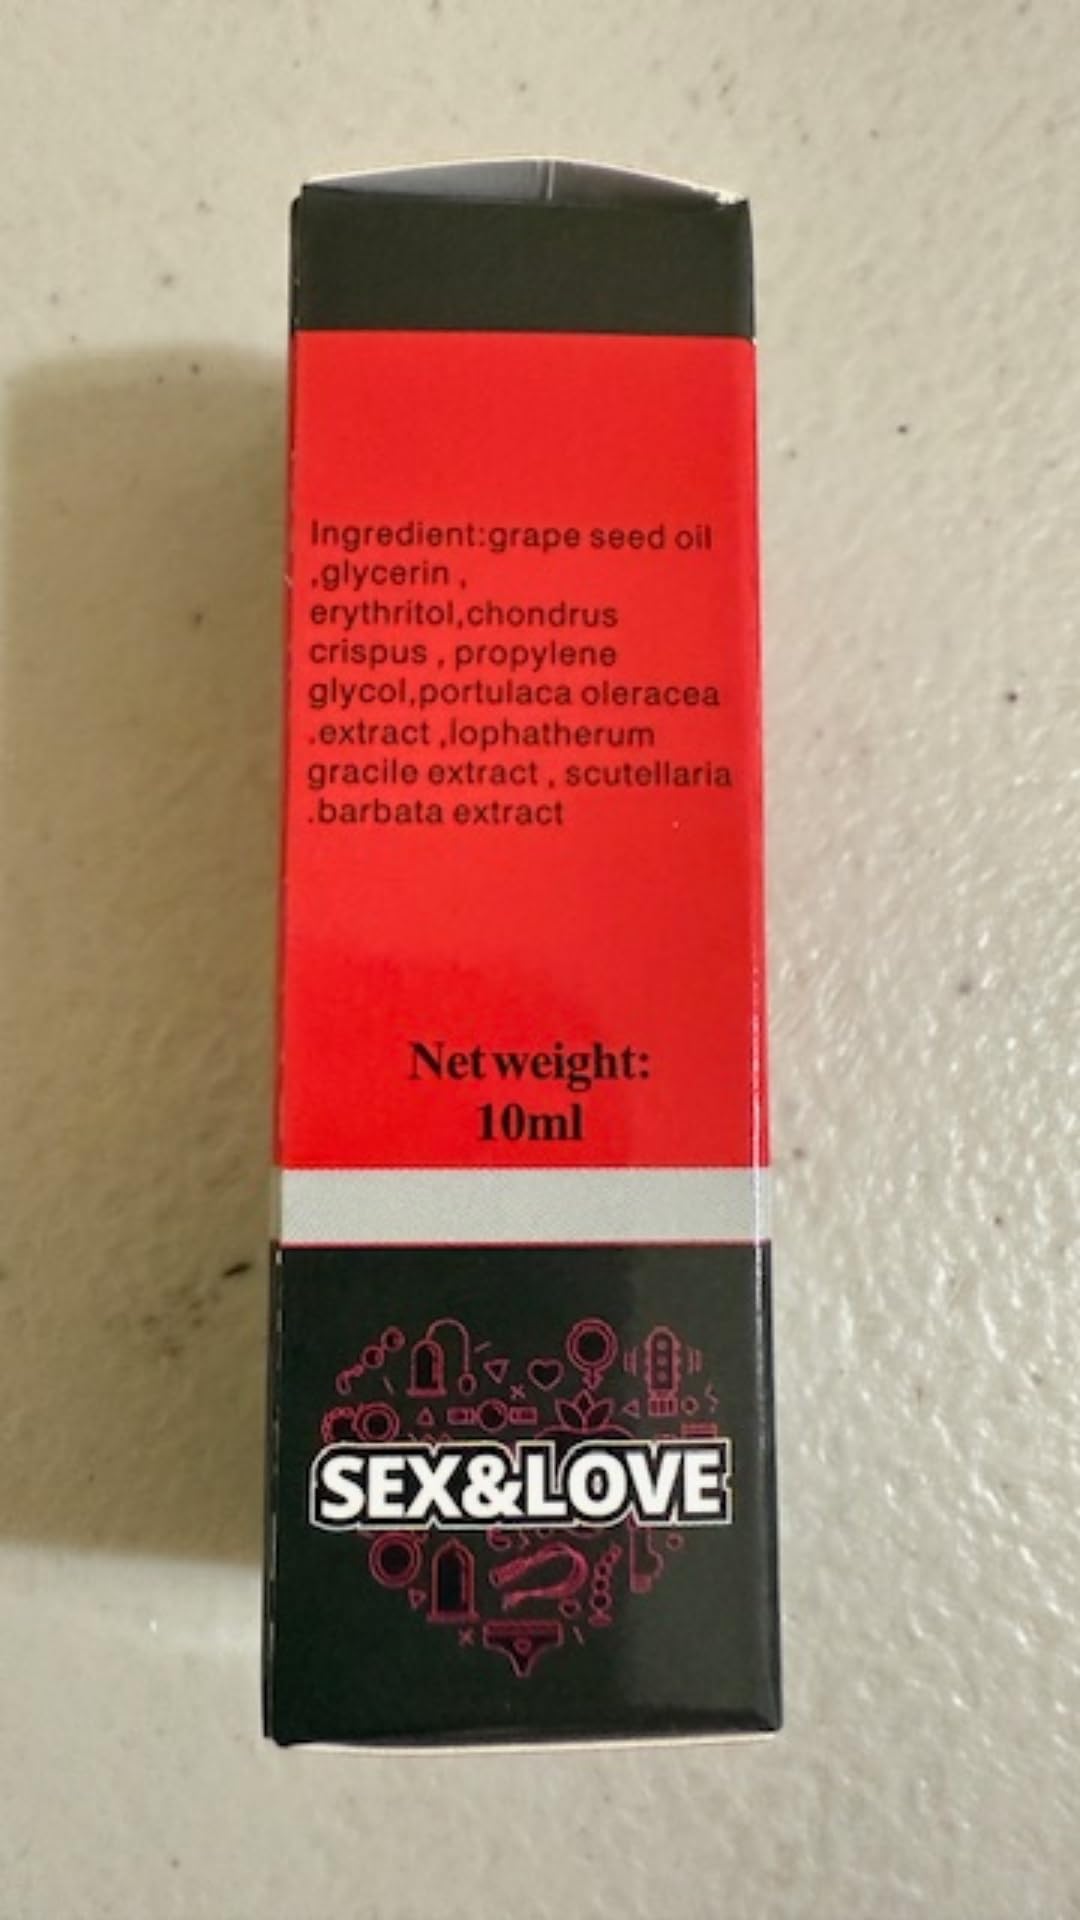 Ingredient:grape seed oil
,glycerin ,
erythritol,chondrus
crispus , propylene
glycol,portulaca oleracea
.extract ,lophatherum
gracile extract , scutellaria
.barbata extract
Net weight:
10ml
SEX&LOVE